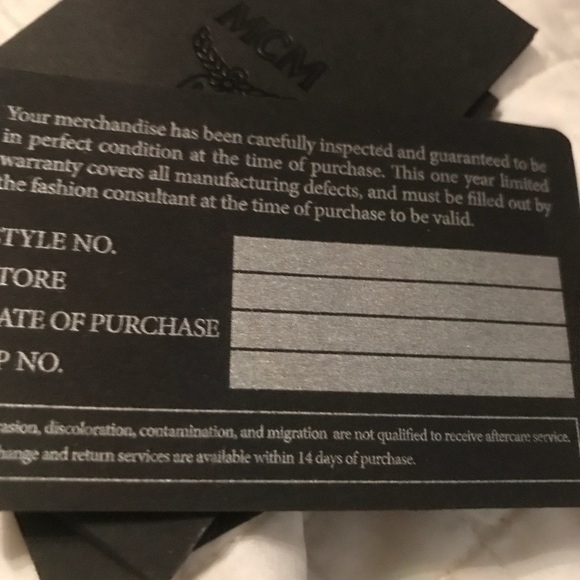 MCM
Your merchandise has been carefully inspected and guaranteed to be
in perfect condition at the time of purchase. This one year limited
warranty covers all manufacturing defects, and must be filled out by
the fashion consultant at the time of purchase to be valid.
TYLE NO.
TORE
ATE OF PURCHASE
P NO.
asion, discoloration, contamination, and migration are not qualified to receive aftercare service.
hange and return services are available within 14 days of purchase.